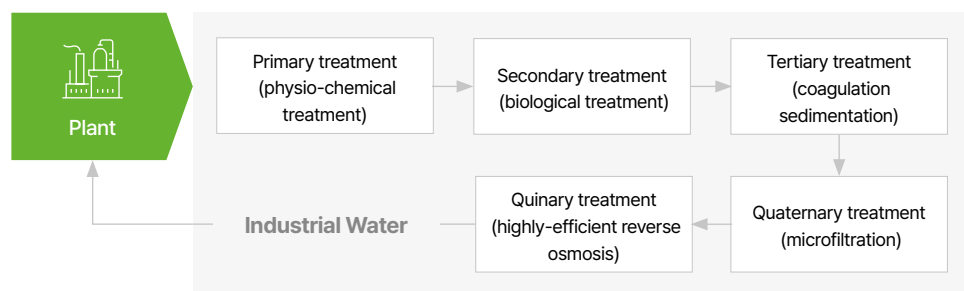 Plant
Primary treatment
(physio-chemical
treatment)
Secondary treatment
(biological treatment)
Tertiary treatment
(coagulation
sedimentation)
Quaternary treatment
(microfiltration)
Quinary treatment
(highly-efficient reverse
osmosis)
Industrial Water